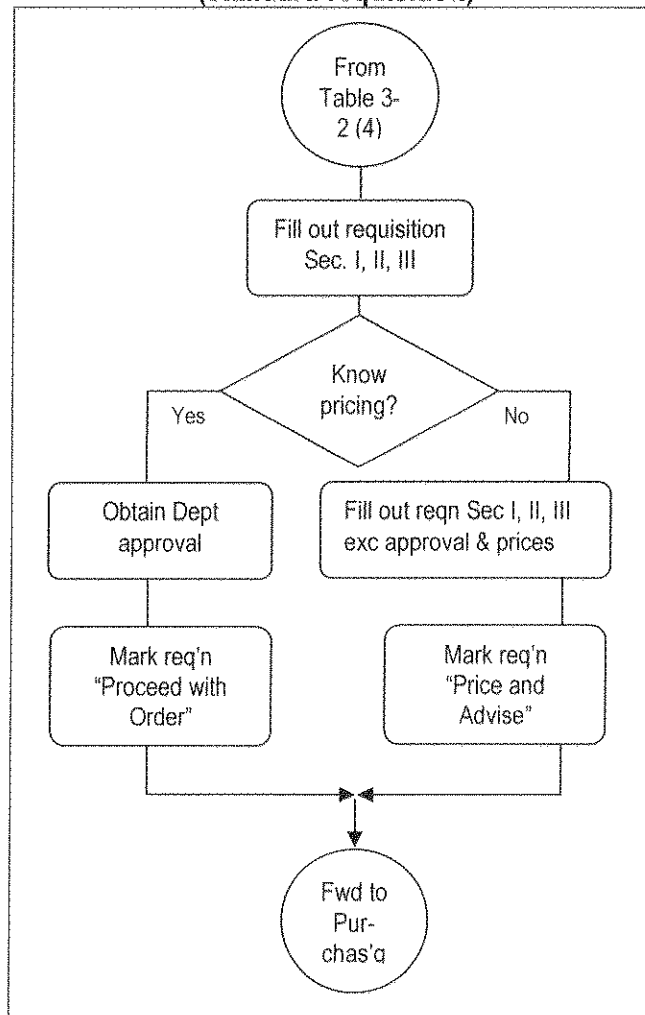 From
Table 3-
2 (4)
Fill out requisition
Sec. I, II, III
Know
pricing?
Yes
No
Obtain Dept
approval
Fill out reqn Sec I, II, III
exc approval & prices
Mark req'n
“Proceed with
Order”
Mark req'n
“Price and
Advise”
Fwd to
Pur-
chas'g